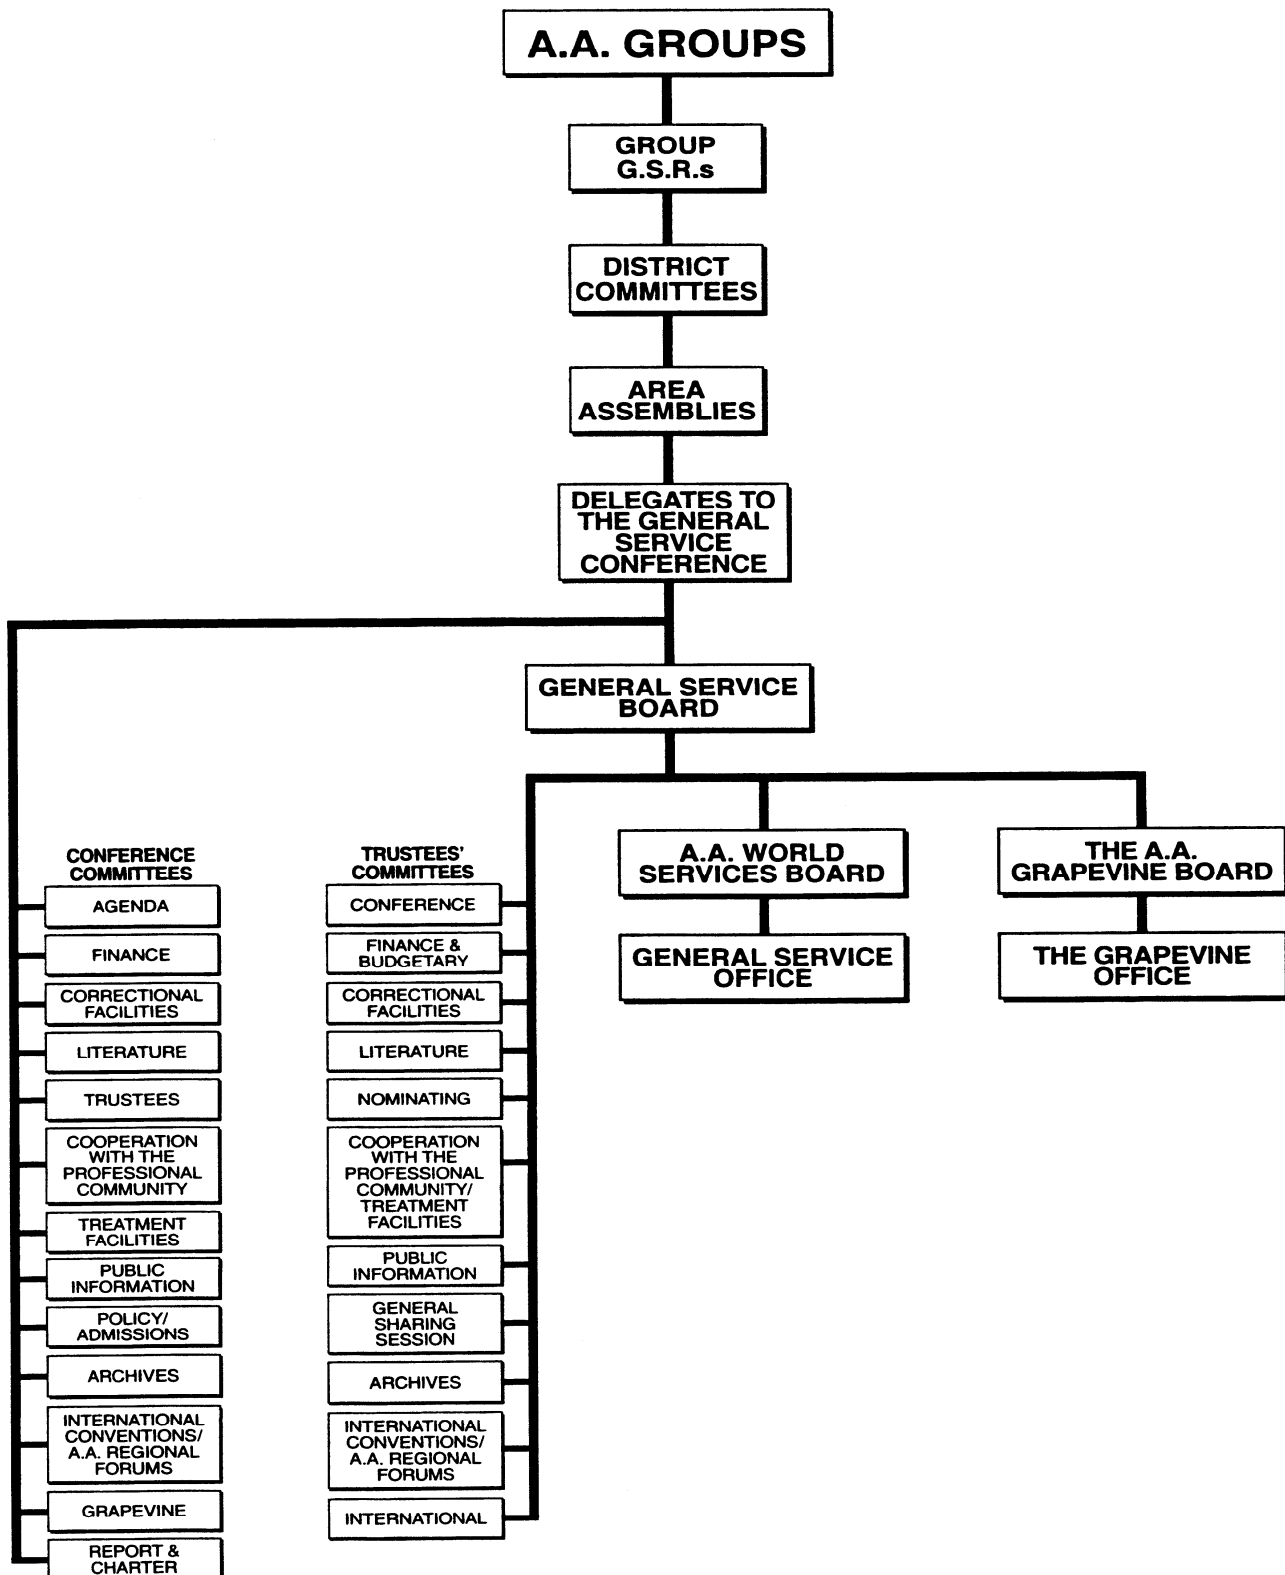 A.A. GROUPS
GROUP
G.S.R.s
DISTRICT
COMMITTEES
AREA
ASSEMBLIES
DELEGATES TO
THE GENERAL
SERVICE
CONFERENCE
GENERAL SERVICE
BOARD
A.A. WORLD
SERVICES BOARD
GENERAL SERVICE
OFFICE
THE A.A.
GRAPEVINE BOARD
THE GRAPEVINE
OFFICE
CONFERENCE
COMMITTEES
AGENDA
FINANCE
CORRECTIONAL
FACILITIES
LITERATURE
TRUSTEES
COOPERATION
WITH THE
PROFESSIONAL
COMMUNITY
TREATMENT
FACILITIES
PUBLIC
INFORMATION
POLICY/
ADMISSIONS
ARCHIVES
INTERNATIONAL
CONVENTIONS/
A.A. REGIONAL
FORUMS
GRAPEVINE
REPORT &
CHARTER
TRUSTEES'
COMMITTEES
CONFERENCE
FINANCE &
BUDGETARY
CORRECTIONAL
FACILITIES
LITERATURE
NOMINATING
COOPERATION
WITH THE
PROFESSIONAL
COMMUNITY/
TREATMENT
FACILITIES
PUBLIC
INFORMATION
GENERAL
SHARING
SESSION
ARCHIVES
INTERNATIONAL
CONVENTIONS/
A.A. REGIONAL
FORUMS
INTERNATIONAL